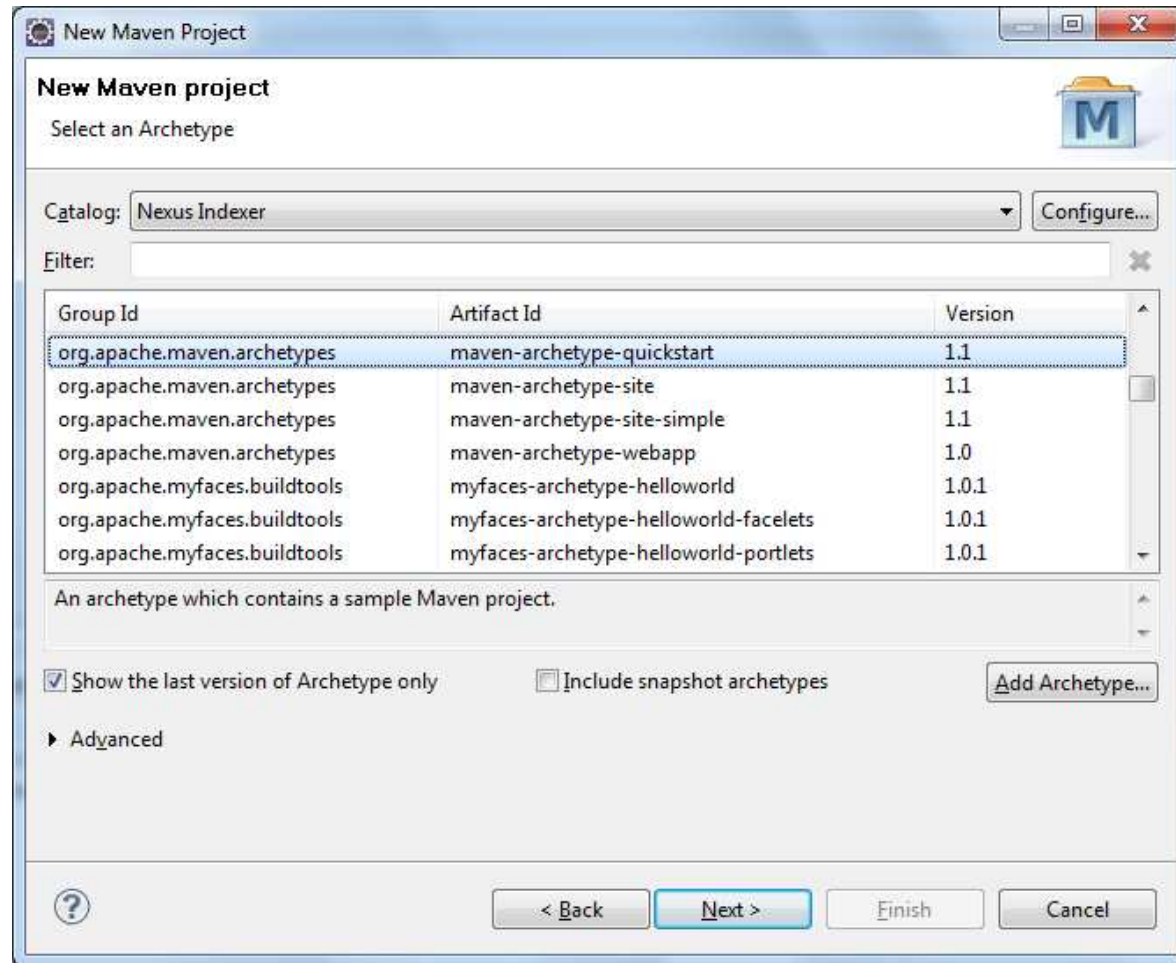 New Maven Project
New Maven project
Select an Archetype
M
Catalog: Nexus Indexer Configure...
Filter:
Group Id Artifact Id Version
org.apache.maven.archetypes maven-archetype-quickstart 1.1
org.apache.maven.archetypes maven-archetype-site 1.1
org.apache.maven.archetypes maven-archetype-site-simple 1.1
org.apache.maven.archetypes maven-archetype-webapp 1.0
org.apache.myfaces.buildtools myfaces-archetype-helloworld 1.0.1
org.apache.myfaces.buildtools myfaces-archetype-helloworld-facelets 1.0.1
org.apache.myfaces.buildtools myfaces-archetype-helloworld-portlets 1.0.1
An archetype which contains a sample Maven project.
Show the last version of Archetype only Include snapshot archetypes Add Archetype...
Advanced
? < Back Next > Finish Cancel